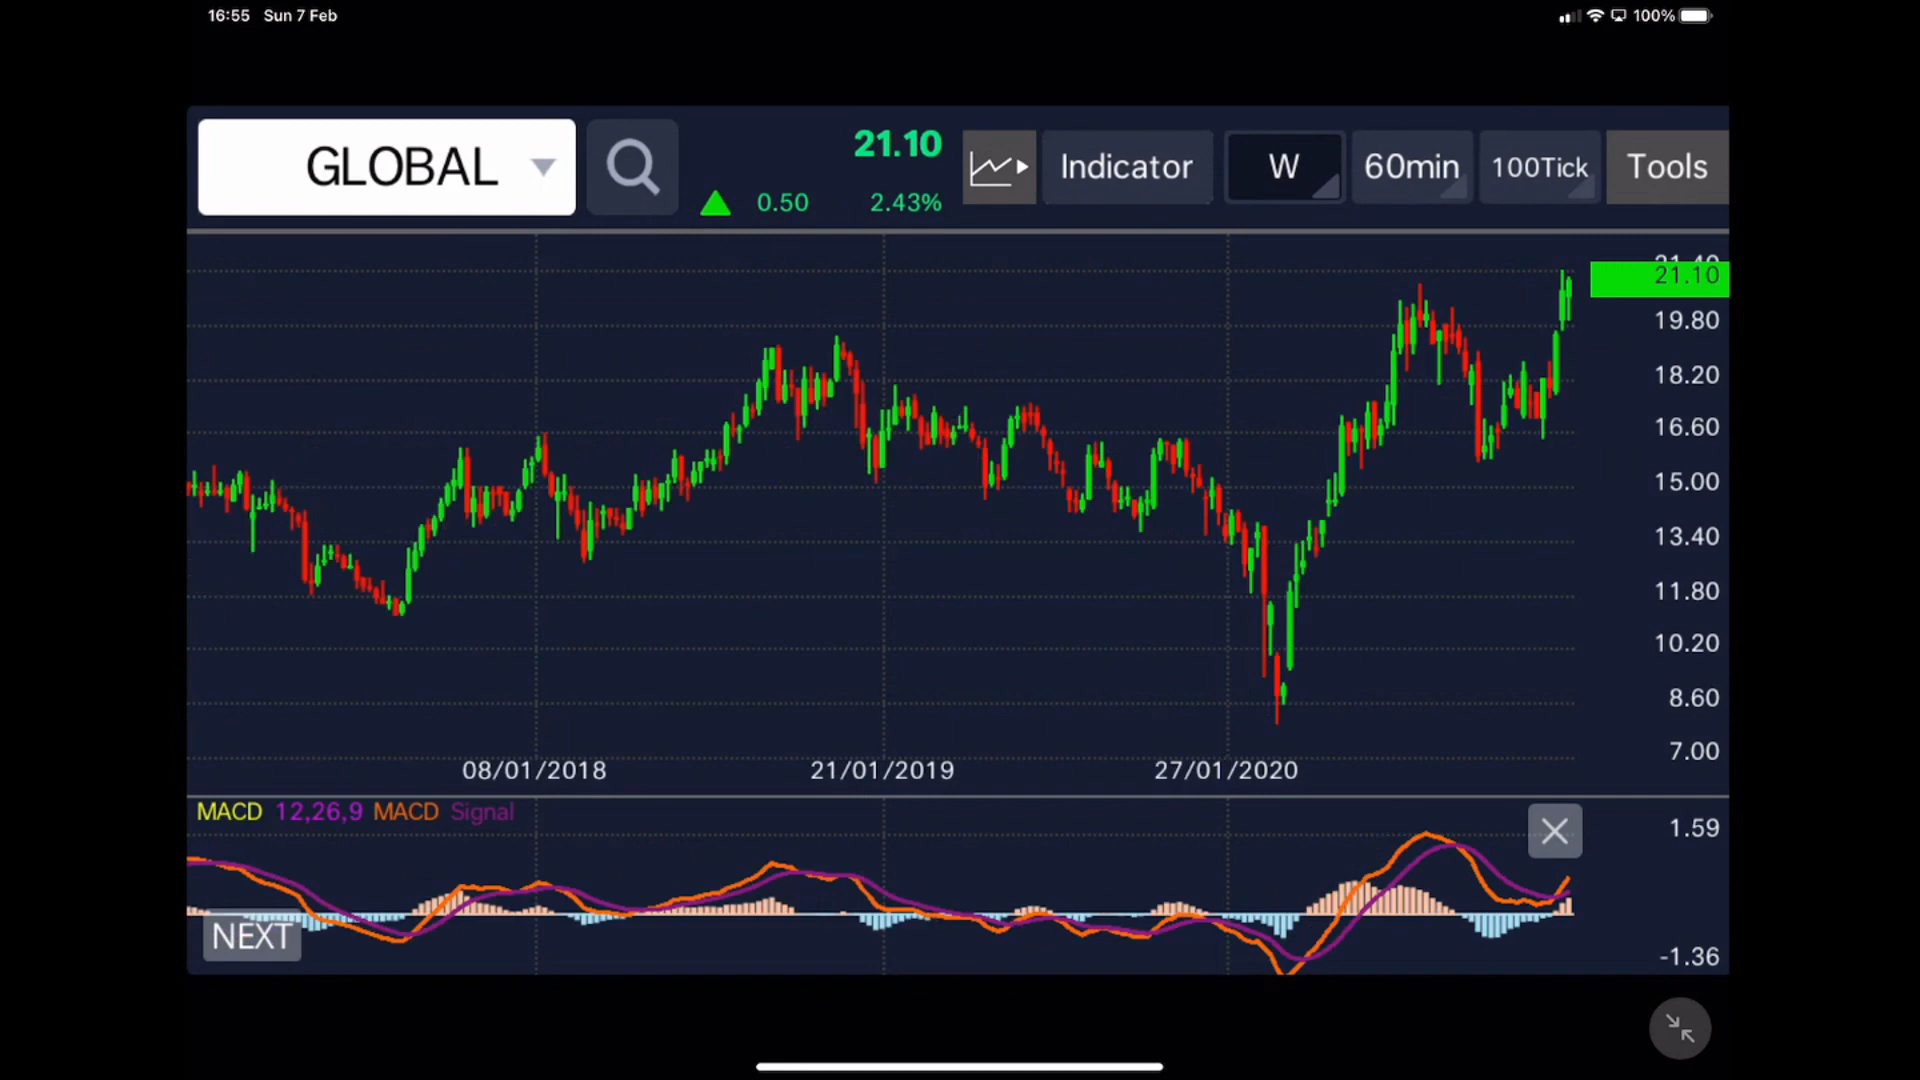 16:55 Sun 7 Feb 100%
GLOBAL 21.10 Indicator W 60min 100Tick Tools
0.50 2.43%
21.40
21.10
19.80
18.20
16.60
15.00
13.40
11.80
10.20
8.60
7.00
08/01/2018 21/01/2019 27/01/2020
MACD 12,26,9 MACD Signal
1.59
NEXT
-1.36